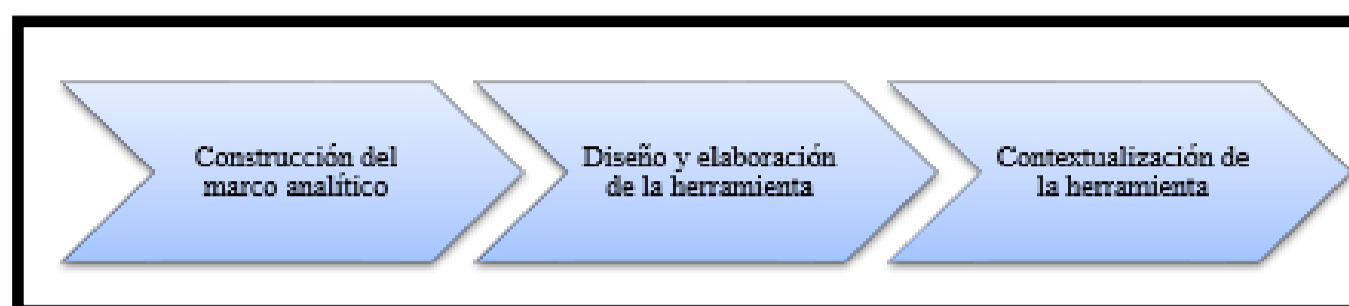 Construcción del
marco analítico
Diseño y elaboración
de la herramienta
Contextualización de
la herramienta